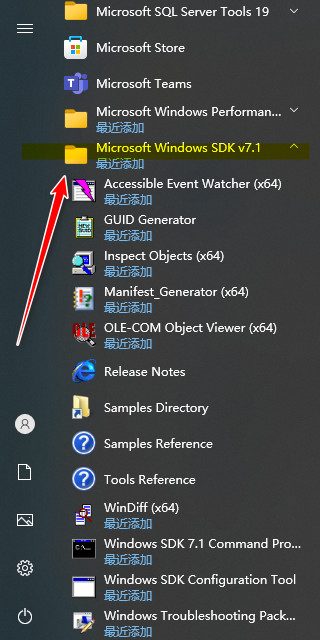 Microsoft SQL Server Tools 19
Microsoft Store
Microsoft Teams
Microsoft Windows Performan...
最近添加
Microsoft Windows SDK v7.1
最近添加
Accessible Event Watcher (x64)
最近添加
GUID Generator
最近添加
Inspect Objects (x64)
最近添加
Manifest_Generator (x64)
最近添加
OLE-COM Object Viewer (x64)
最近添加
Release Notes
Samples Directory
Samples Reference
Tools Reference
WinDiff (x64)
最近添加
Windows SDK 7.1 Command Pro...
最近添加
Windows SDK Configuration Tool
最近添加
Windows Troubleshooting Pack...
最近添加